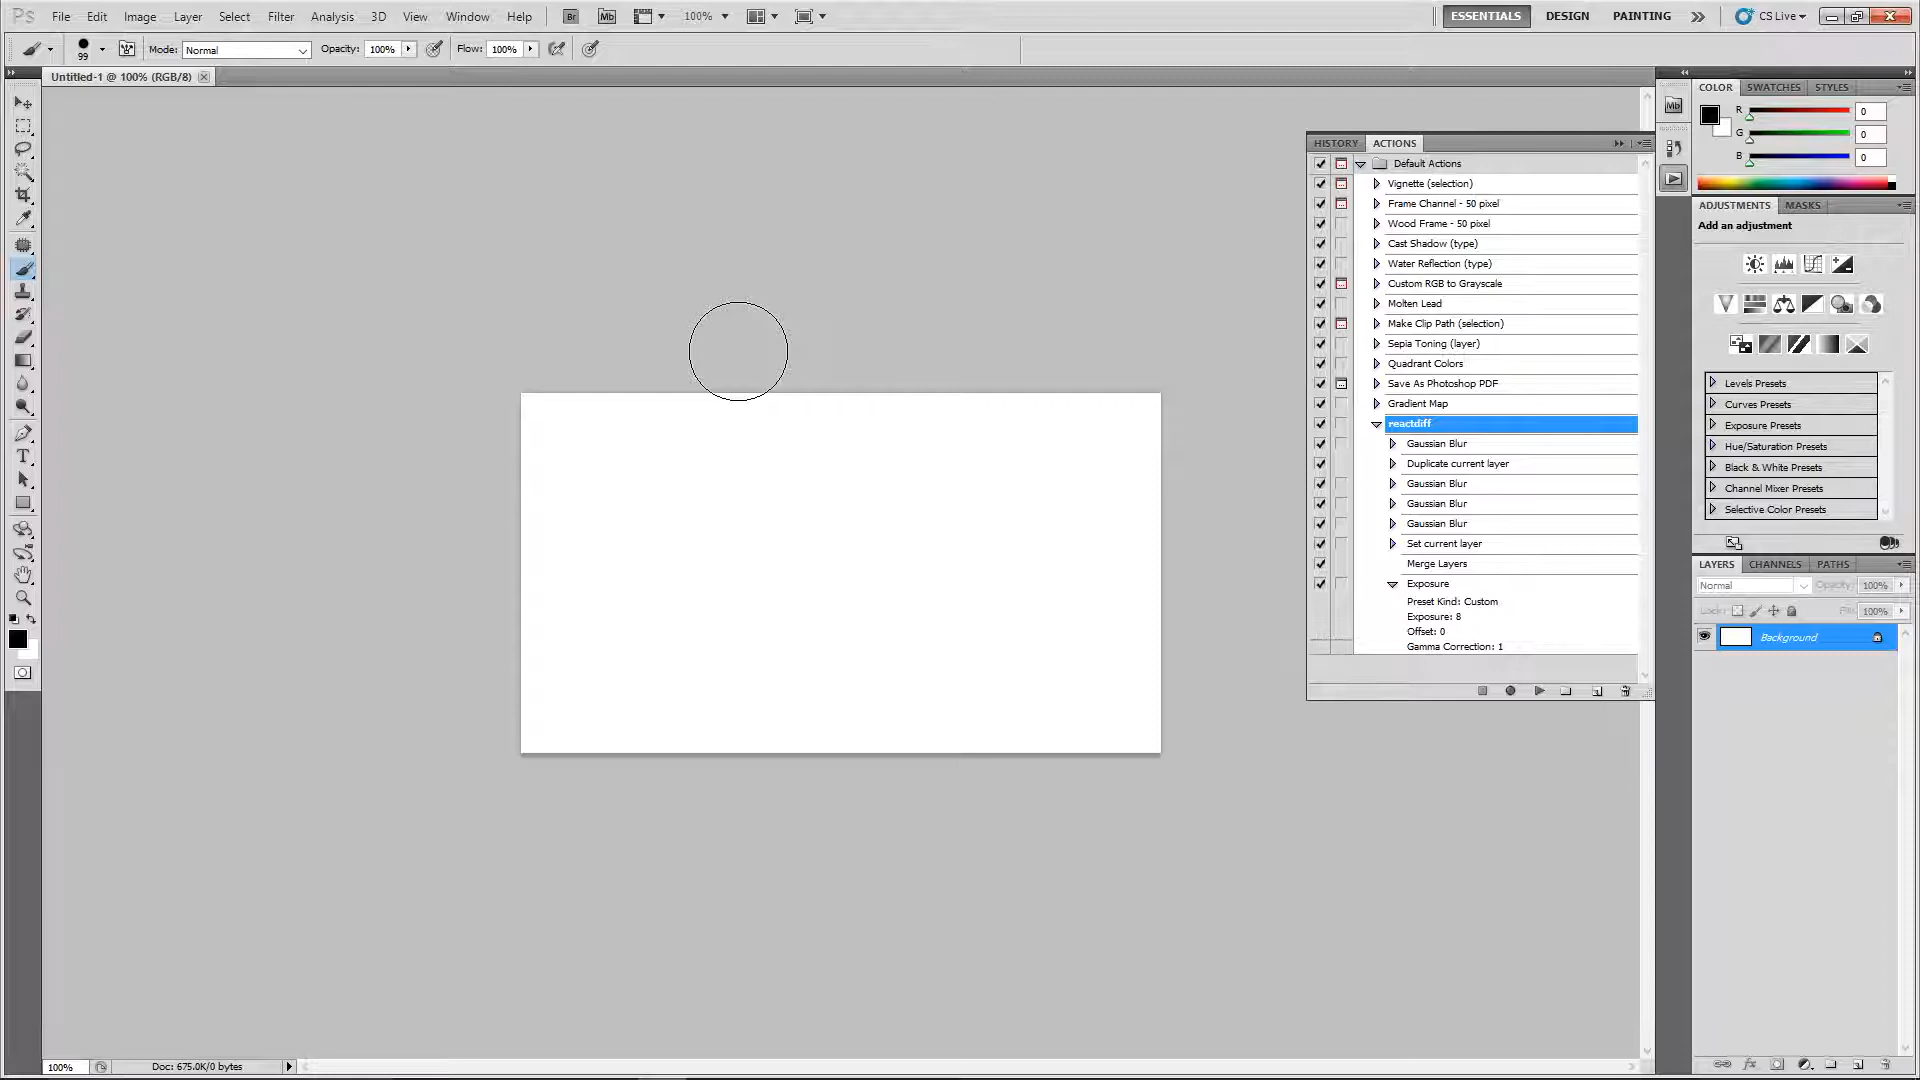 Ps File Edit Image Layer Select Filter Analysis 3D View Window Help Br Mb 100% ESSENTIALS DESIGN PAINTING CS Live
99 Mode: Normal Opacity: 100% Flow: 100%
Untitled-1 @ 100% (RGB/8)
HISTORY ACTIONS
Default Actions
Vignette (selection)
Frame Channel - 50 pixel
Wood Frame - 50 pixel
Cast Shadow (type)
Water Reflection (type)
Custom RGB to Grayscale
Molten Lead
Make Clip Path (selection)
Sepia Toning (layer)
Quadrant Colors
Save As Photoshop PDF
Gradient Map
reactdiff
Gaussian Blur
Duplicate current layer
Gaussian Blur
Gaussian Blur
Gaussian Blur
Set current layer
Merge Layers
Exposure
Preset Kind: Custom
Exposure: 8
Offset: 0
Gamma Correction: 1
Mb
COLOR SWATCHES STYLES
R 0
G 0
B 0
ADJUSTMENTS MASKS
Add an adjustment
Levels Presets
Curves Presets
Exposure Presets
Hue/Saturation Presets
Black & White Presets
Channel Mixer Presets
Selective Color Presets
LAYERS CHANNELS PATHS
Normal Opacity: 100%
Lock: Fill: 100%
Background
100% Doc: 675.0K/0 bytes